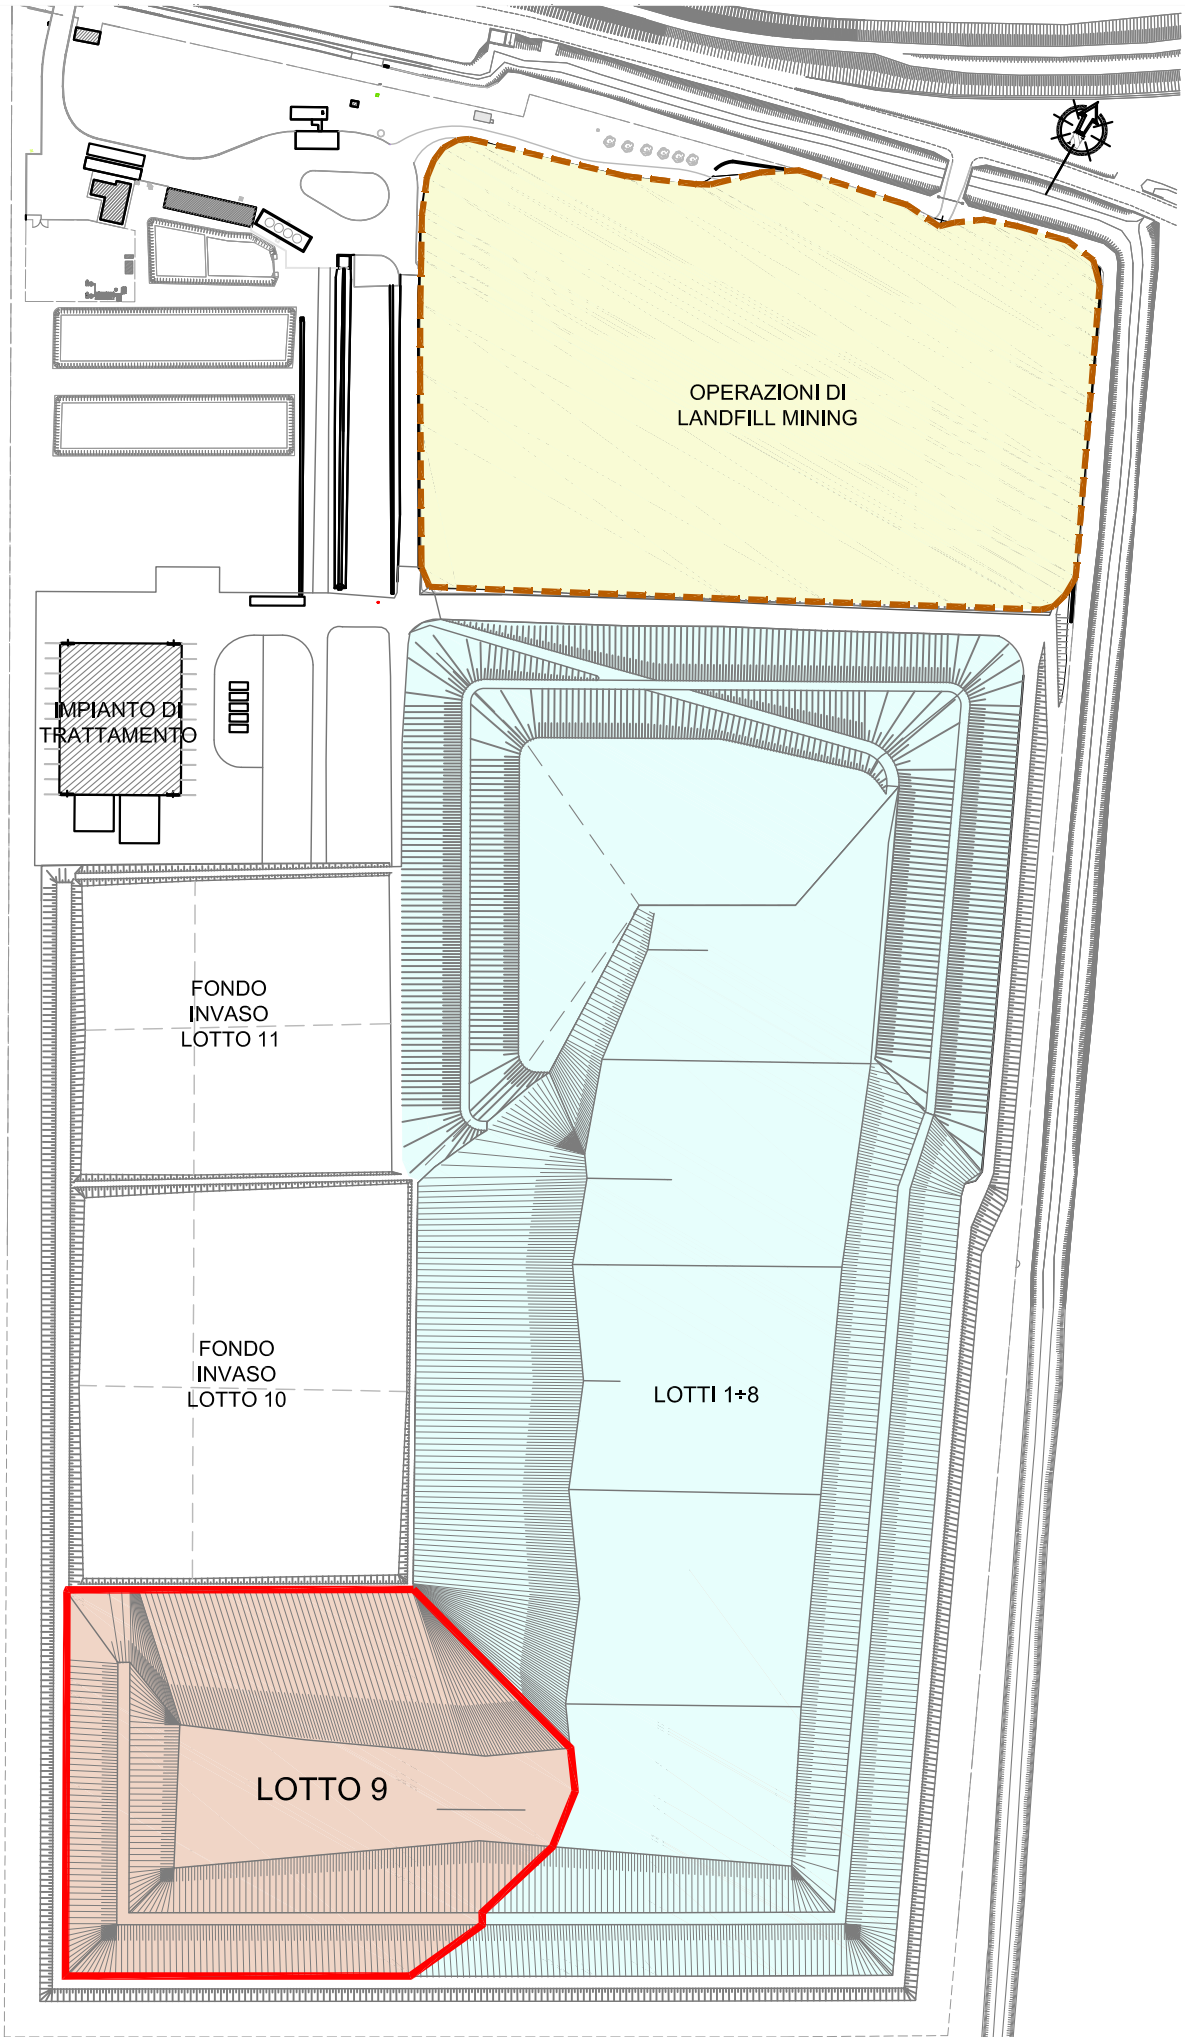 OPERAZIONI DI
LANDFILL MINING
IMPIANTO DI
TRATTAMENTO
FONDO
INVASO
LOTTO 11
FONDO
INVASO
LOTTO 10
LOTTI 1÷8
LOTTO 9